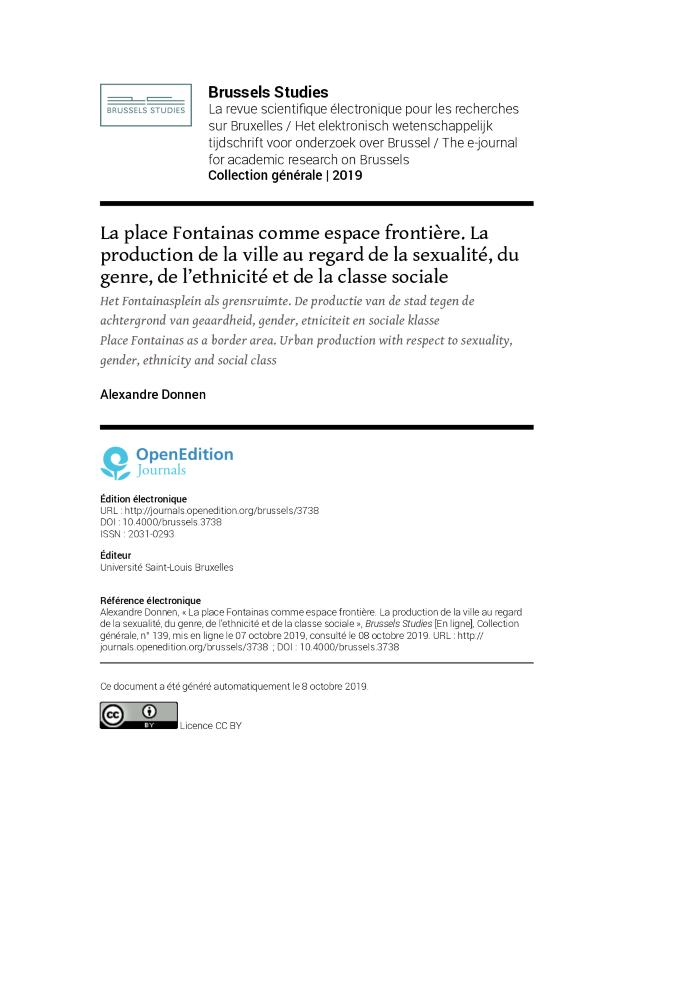 BRUSSELS STUDIES
Brussels Studies
La revue scientifique électronique pour les recherches
sur Bruxelles / Het elektronisch wetenschappelijk
tijdschrift voor onderzoek over Brussel / The e-journal
for academic research on Brussels
Collection générale | 2019
La place Fontainas comme espace frontière. La
production de la ville au regard de la sexualité, du
genre, de l’ethnicité et de la classe sociale
Het Fontainasplein als grensruimte. De productie van de stad tegen de
achtergrond van geaardheid, gender, etniciteit en sociale klasse
Place Fontainas as a border area. Urban production with respect to sexuality,
gender, ethnicity and social class
Alexandre Donnen
OpenEdition
Journals
Édition électronique
URL : http://journals.openedition.org/brussels/3738
DOI : 10.4000/brussels.3738
ISSN : 2031-0293
Éditeur
Université Saint-Louis Bruxelles
Référence électronique
Alexandre Donnen, « La place Fontainas comme espace frontière. La production de la ville au regard
de la sexualité, du genre, de l’ethnicité et de la classe sociale », Brussels Studies [En ligne], Collection
générale, n° 139, mis en ligne le 07 octobre 2019, consulté le 08 octobre 2019. URL : http://
journals.openedition.org/brussels/3738 ; DOI : 10.4000/brussels.3738
Ce document a été généré automatiquement le 8 octobre 2019.
cc BY Licence CC BY